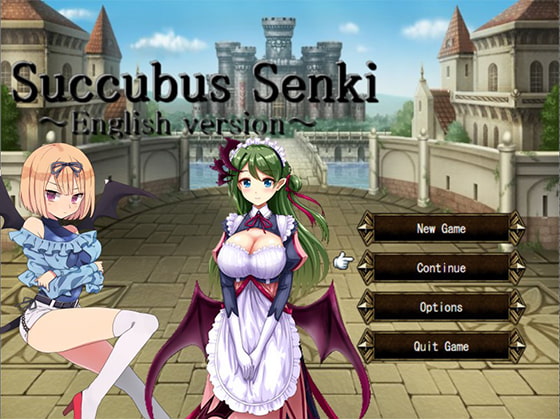 Succubus Senki
～English version～
New Game
Continue
Options
Quit Game